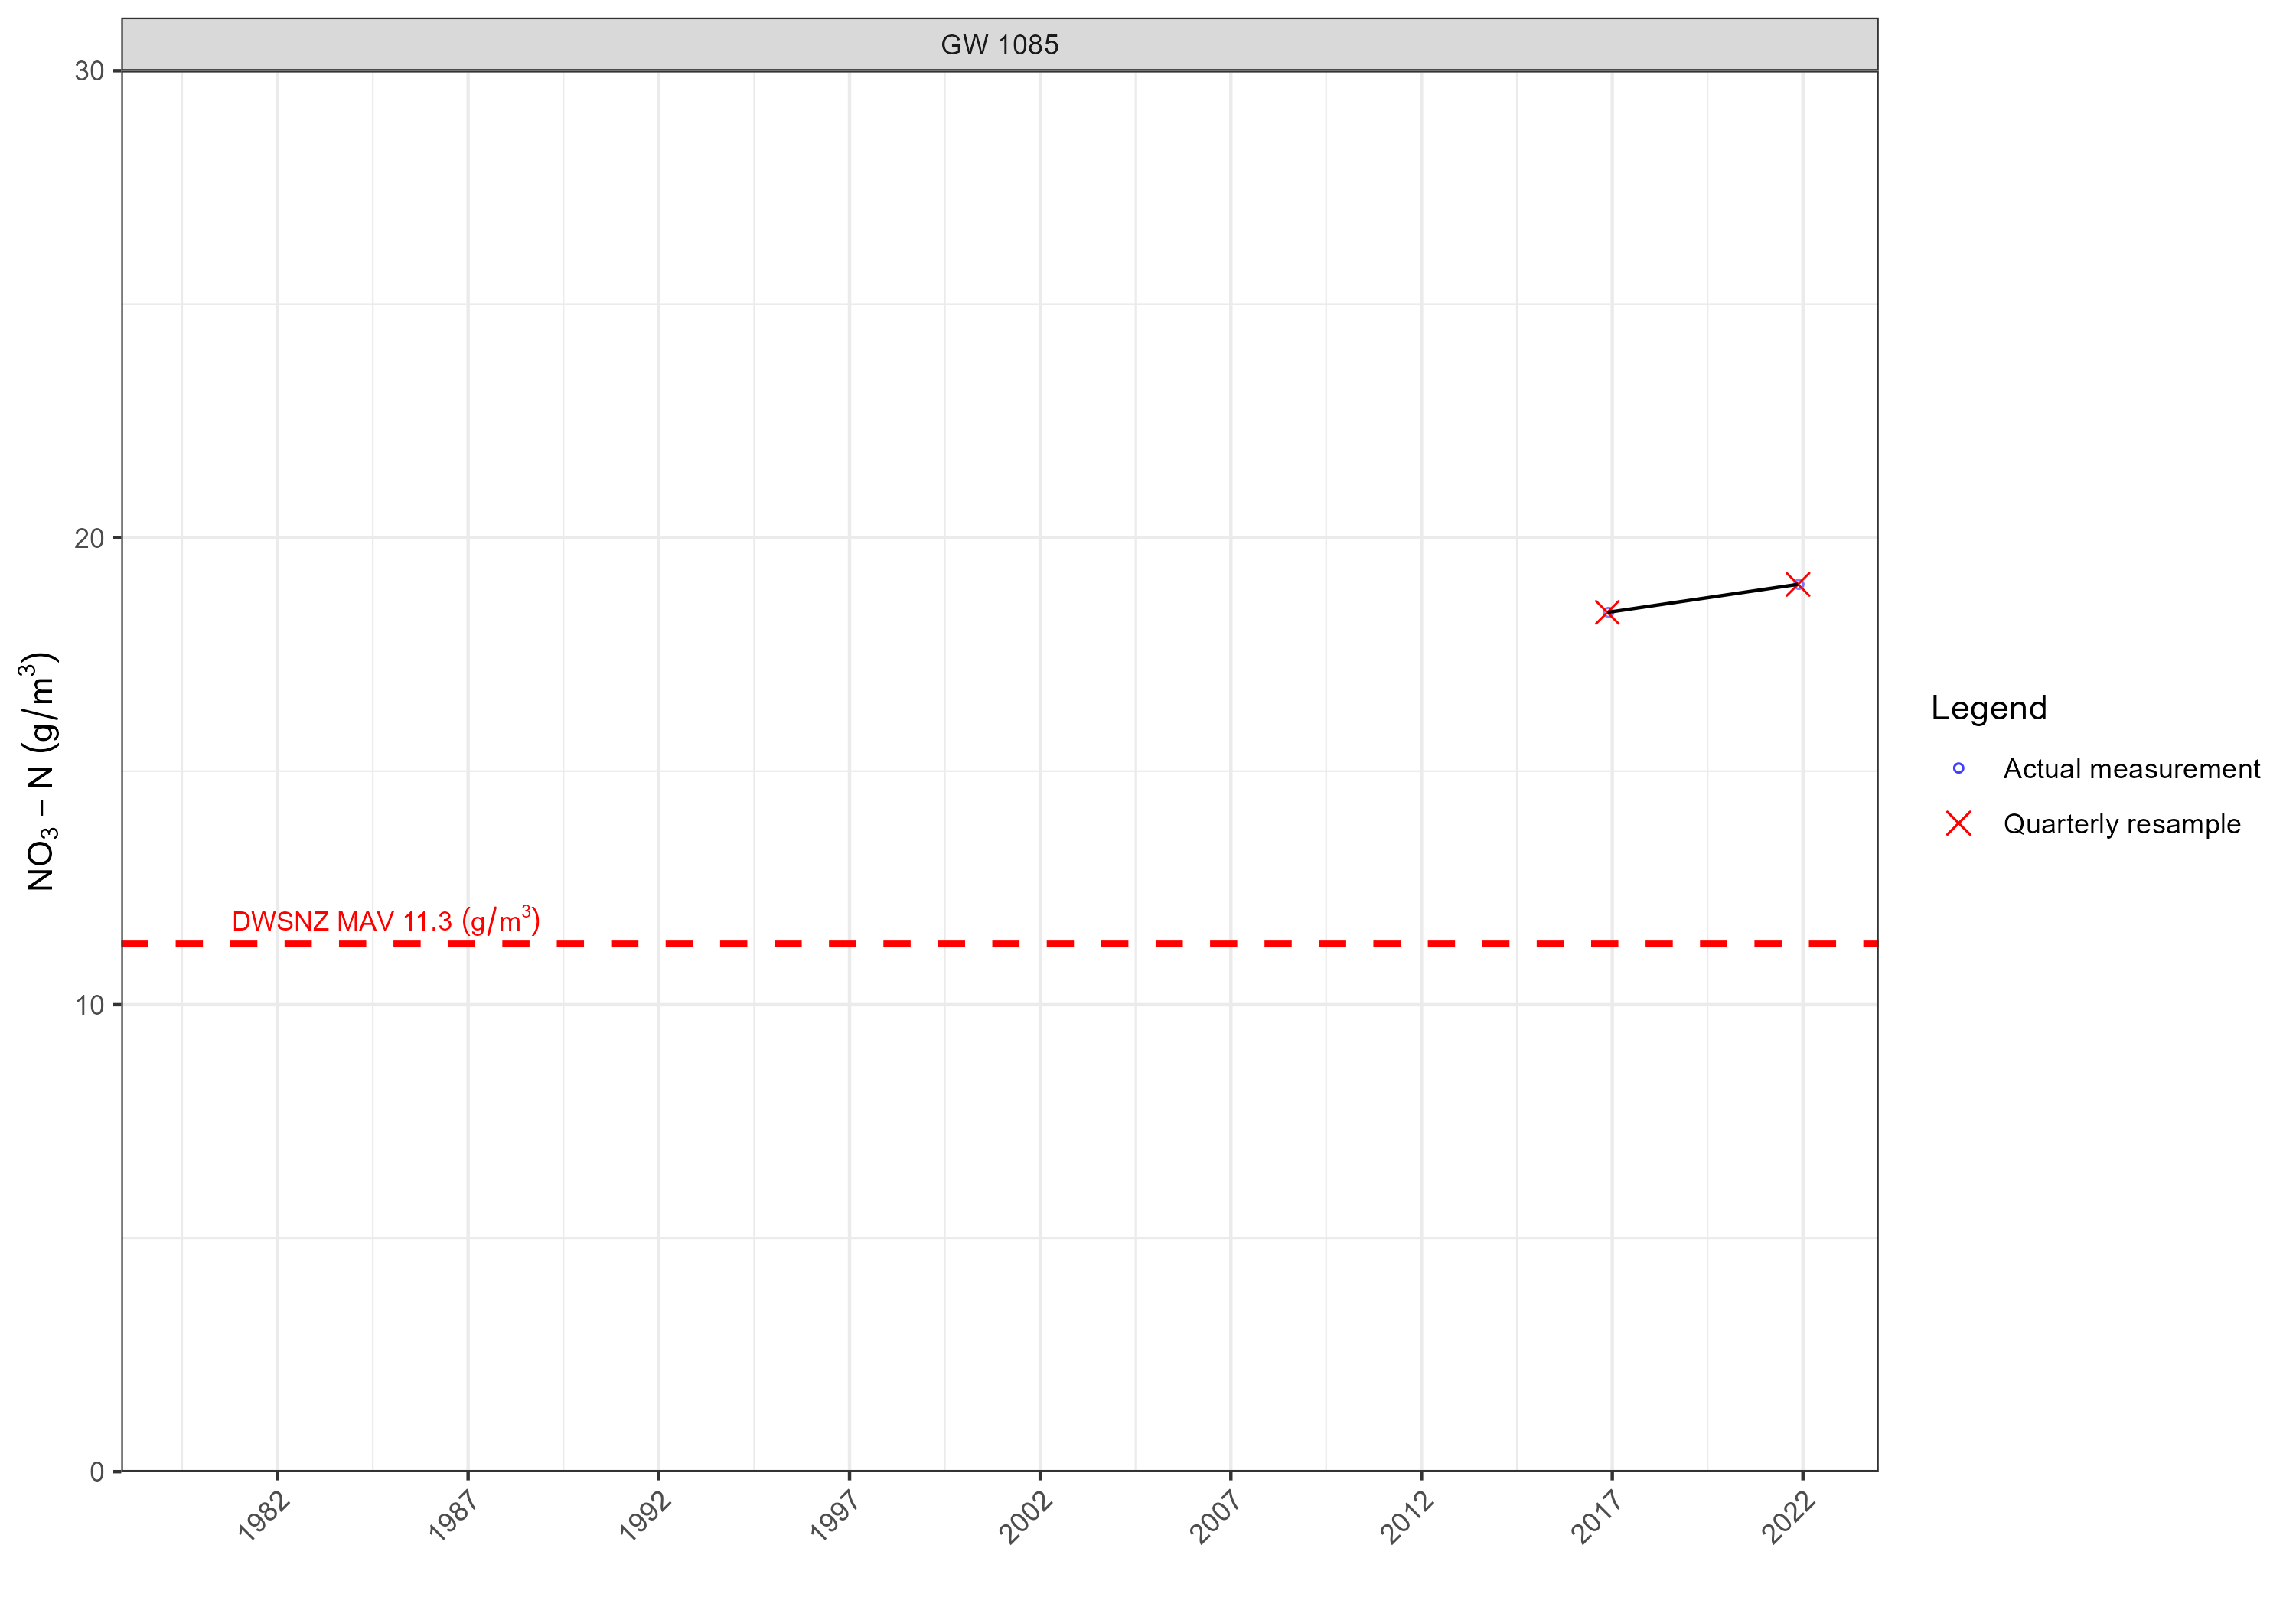 GW 1085
30
20
10
0
NO₃ – N (g/m³)
DWSNZ MAV 11.3 (g/m³)
1982
1987
1992
1997
2002
2007
2012
2017
2022
Legend
Actual measurement
Quarterly resample